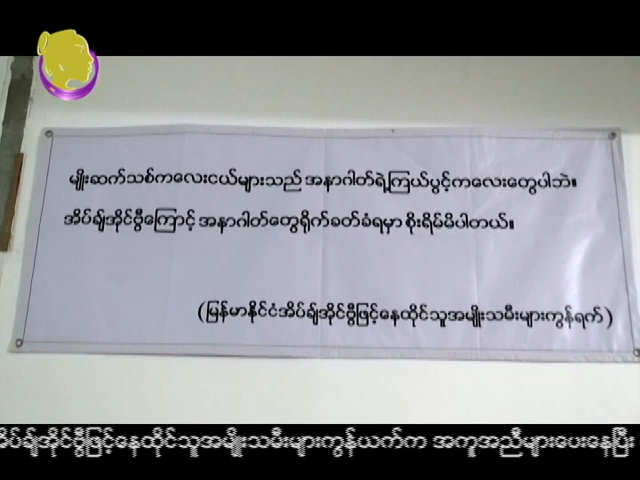 မျိုးဆက်သစ်ကလေးငယ်များသည် အနာဂါတ်ရဲ့ကြယ်ပွင့်ကလေးတွေပါဘဲ။
အိပ်ချ်အိုင်ဗွီကြောင့် အနာဂါတ်တွေရိုက်ခတ်ခံရမှာ စိုးရိမ်မိပါတယ်။
(မြန်မာနိုင်ငံအိပ်ချ်အိုင်ဗွီဖြင့်နေထိုင်သူအမျိုးသမီးများကွန်ရက်)
အိပ်ချ်အိုင်ဗွီဖြင့်နေထိုင်သူအမျိုးသမီးများကွန်ယက်က အကူအညီများပေးနေပြီး